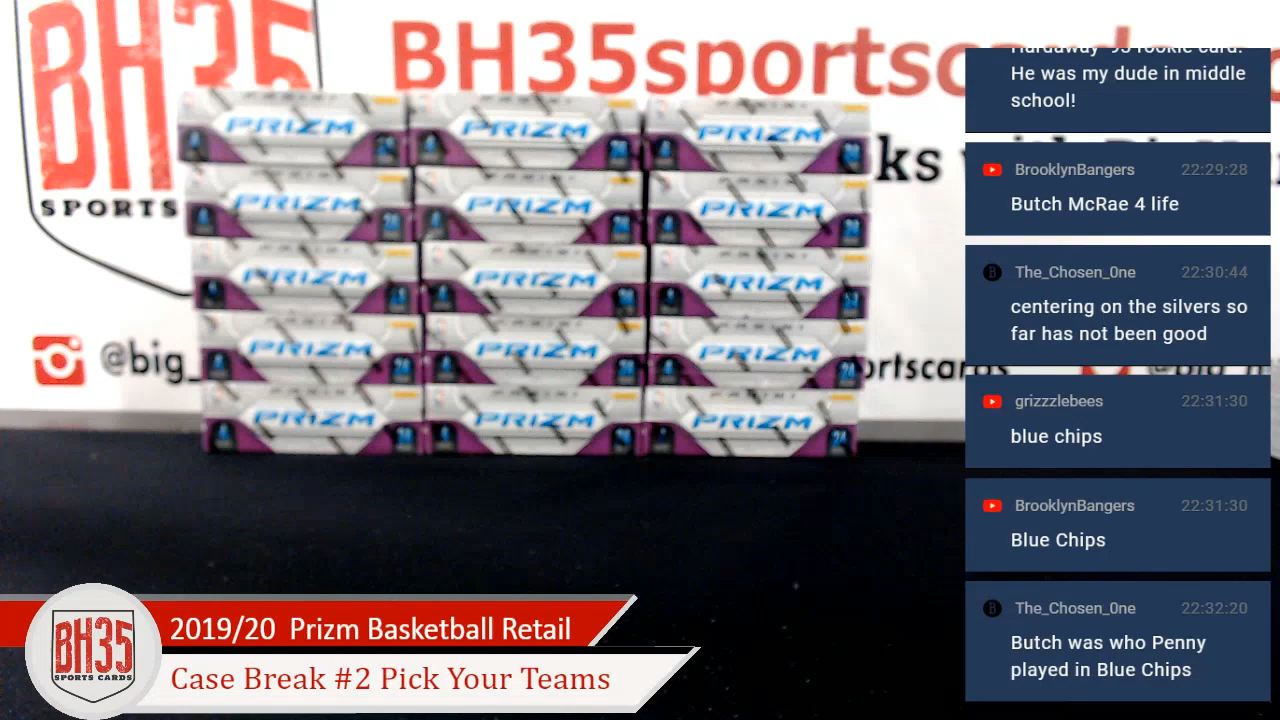 BH35
SPORTS
BH35sportsc
ks
@big_
ortscards
PRIZM PRIZM PRIZM
PRIZM PRIZM PRIZM
PRIZM PRIZM PRIZM
PRIZM PRIZM PRIZM
PRIZM PRIZM PRIZM
He was my dude in middle
school!
BrooklynBangers 22:29:28
Butch McRae 4 life
The_Chosen_0ne 22:30:44
centering on the silvers so
far has not been good
grizzzlebees 22:31:30
blue chips
BrooklynBangers 22:31:30
Blue Chips
The_Chosen_0ne 22:32:20
Butch was who Penny
played in Blue Chips
BH35
SPORTS CARDS
2019/20 Prizm Basketball Retail
Case Break #2 Pick Your Teams